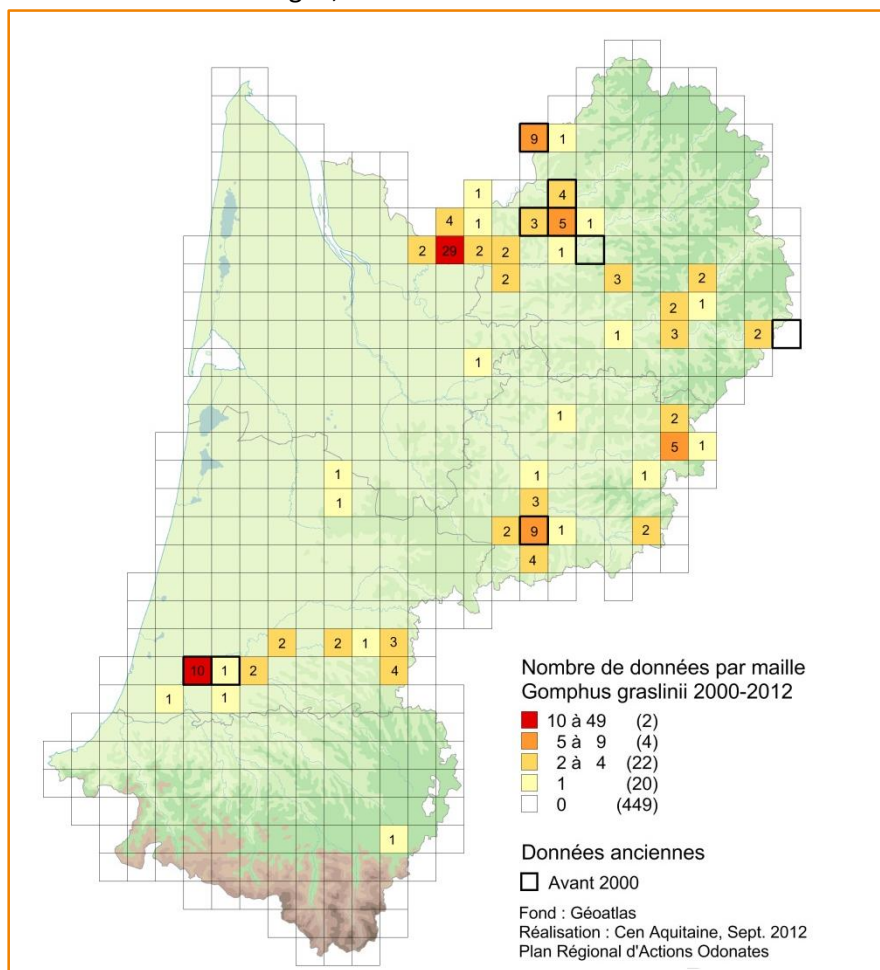 9 1
1 4
4 1 3 5 1
2 29 2 2 1
2 3 2
2 1
1 3 2
1
1 2
5 1
1 1 1
1 3
2 9 1 2
4
2 2 1 3
10 1 2 4
1 1
1
Nombre de données par maille
Gomphus graslinii 2000-2012
10 à 49 (2)
5 à 9 (4)
2 à 4 (22)
1 (20)
0 (449)
Données anciennes
Avant 2000
Fond : Géoatlas
Réalisation : Cen Aquitaine, Sept. 2012
Plan Régional d'Actions Odonates